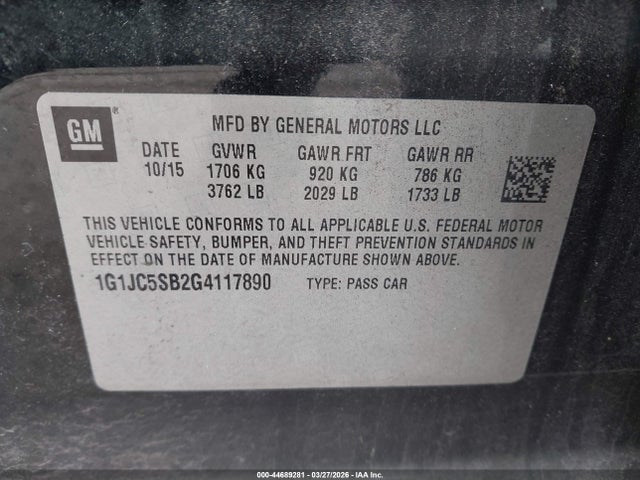 GM ®
MFD BY GENERAL MOTORS LLC
DATE GVWR GAWR FRT GAWR RR
10/15 1706 KG 920 KG 786 KG
3762 LB 2029 LB 1733 LB
THIS VEHICLE CONFORMS TO ALL APPLICABLE U.S. FEDERAL MOTOR
VEHICLE SAFETY, BUMPER, AND THEFT PREVENTION STANDARDS IN
EFFECT ON THE DATE OF MANUFACTURE SHOWN ABOVE.
1G1JC5SB2G4117890 TYPE: PASS CAR
000-44689281 - 03/27/2026 - IAA Inc.